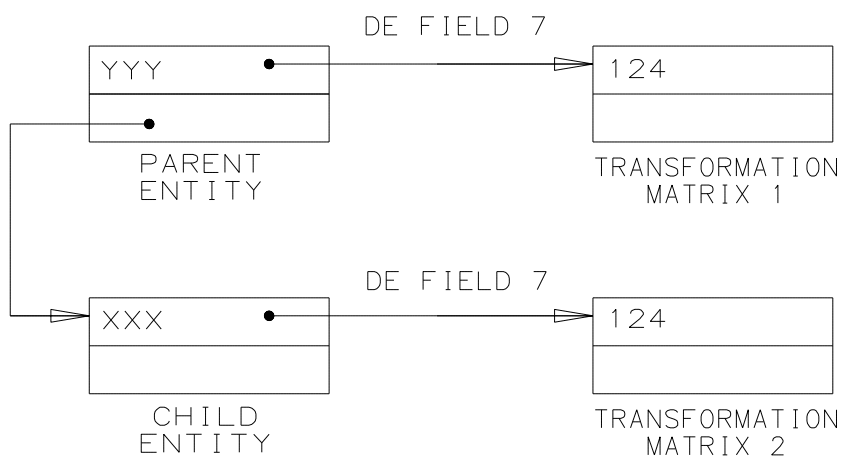 DE FIELD 7
YYY
124
PARENT
ENTITY
TRANSFORMATION
MATRIX 1
DE FIELD 7
XXX
124
CHILD
ENTITY
TRANSFORMATION
MATRIX 2